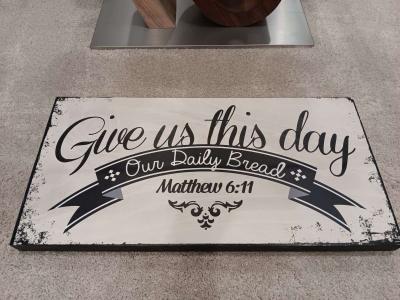 Give us this day
Our Daily Bread
Matthew 6:11